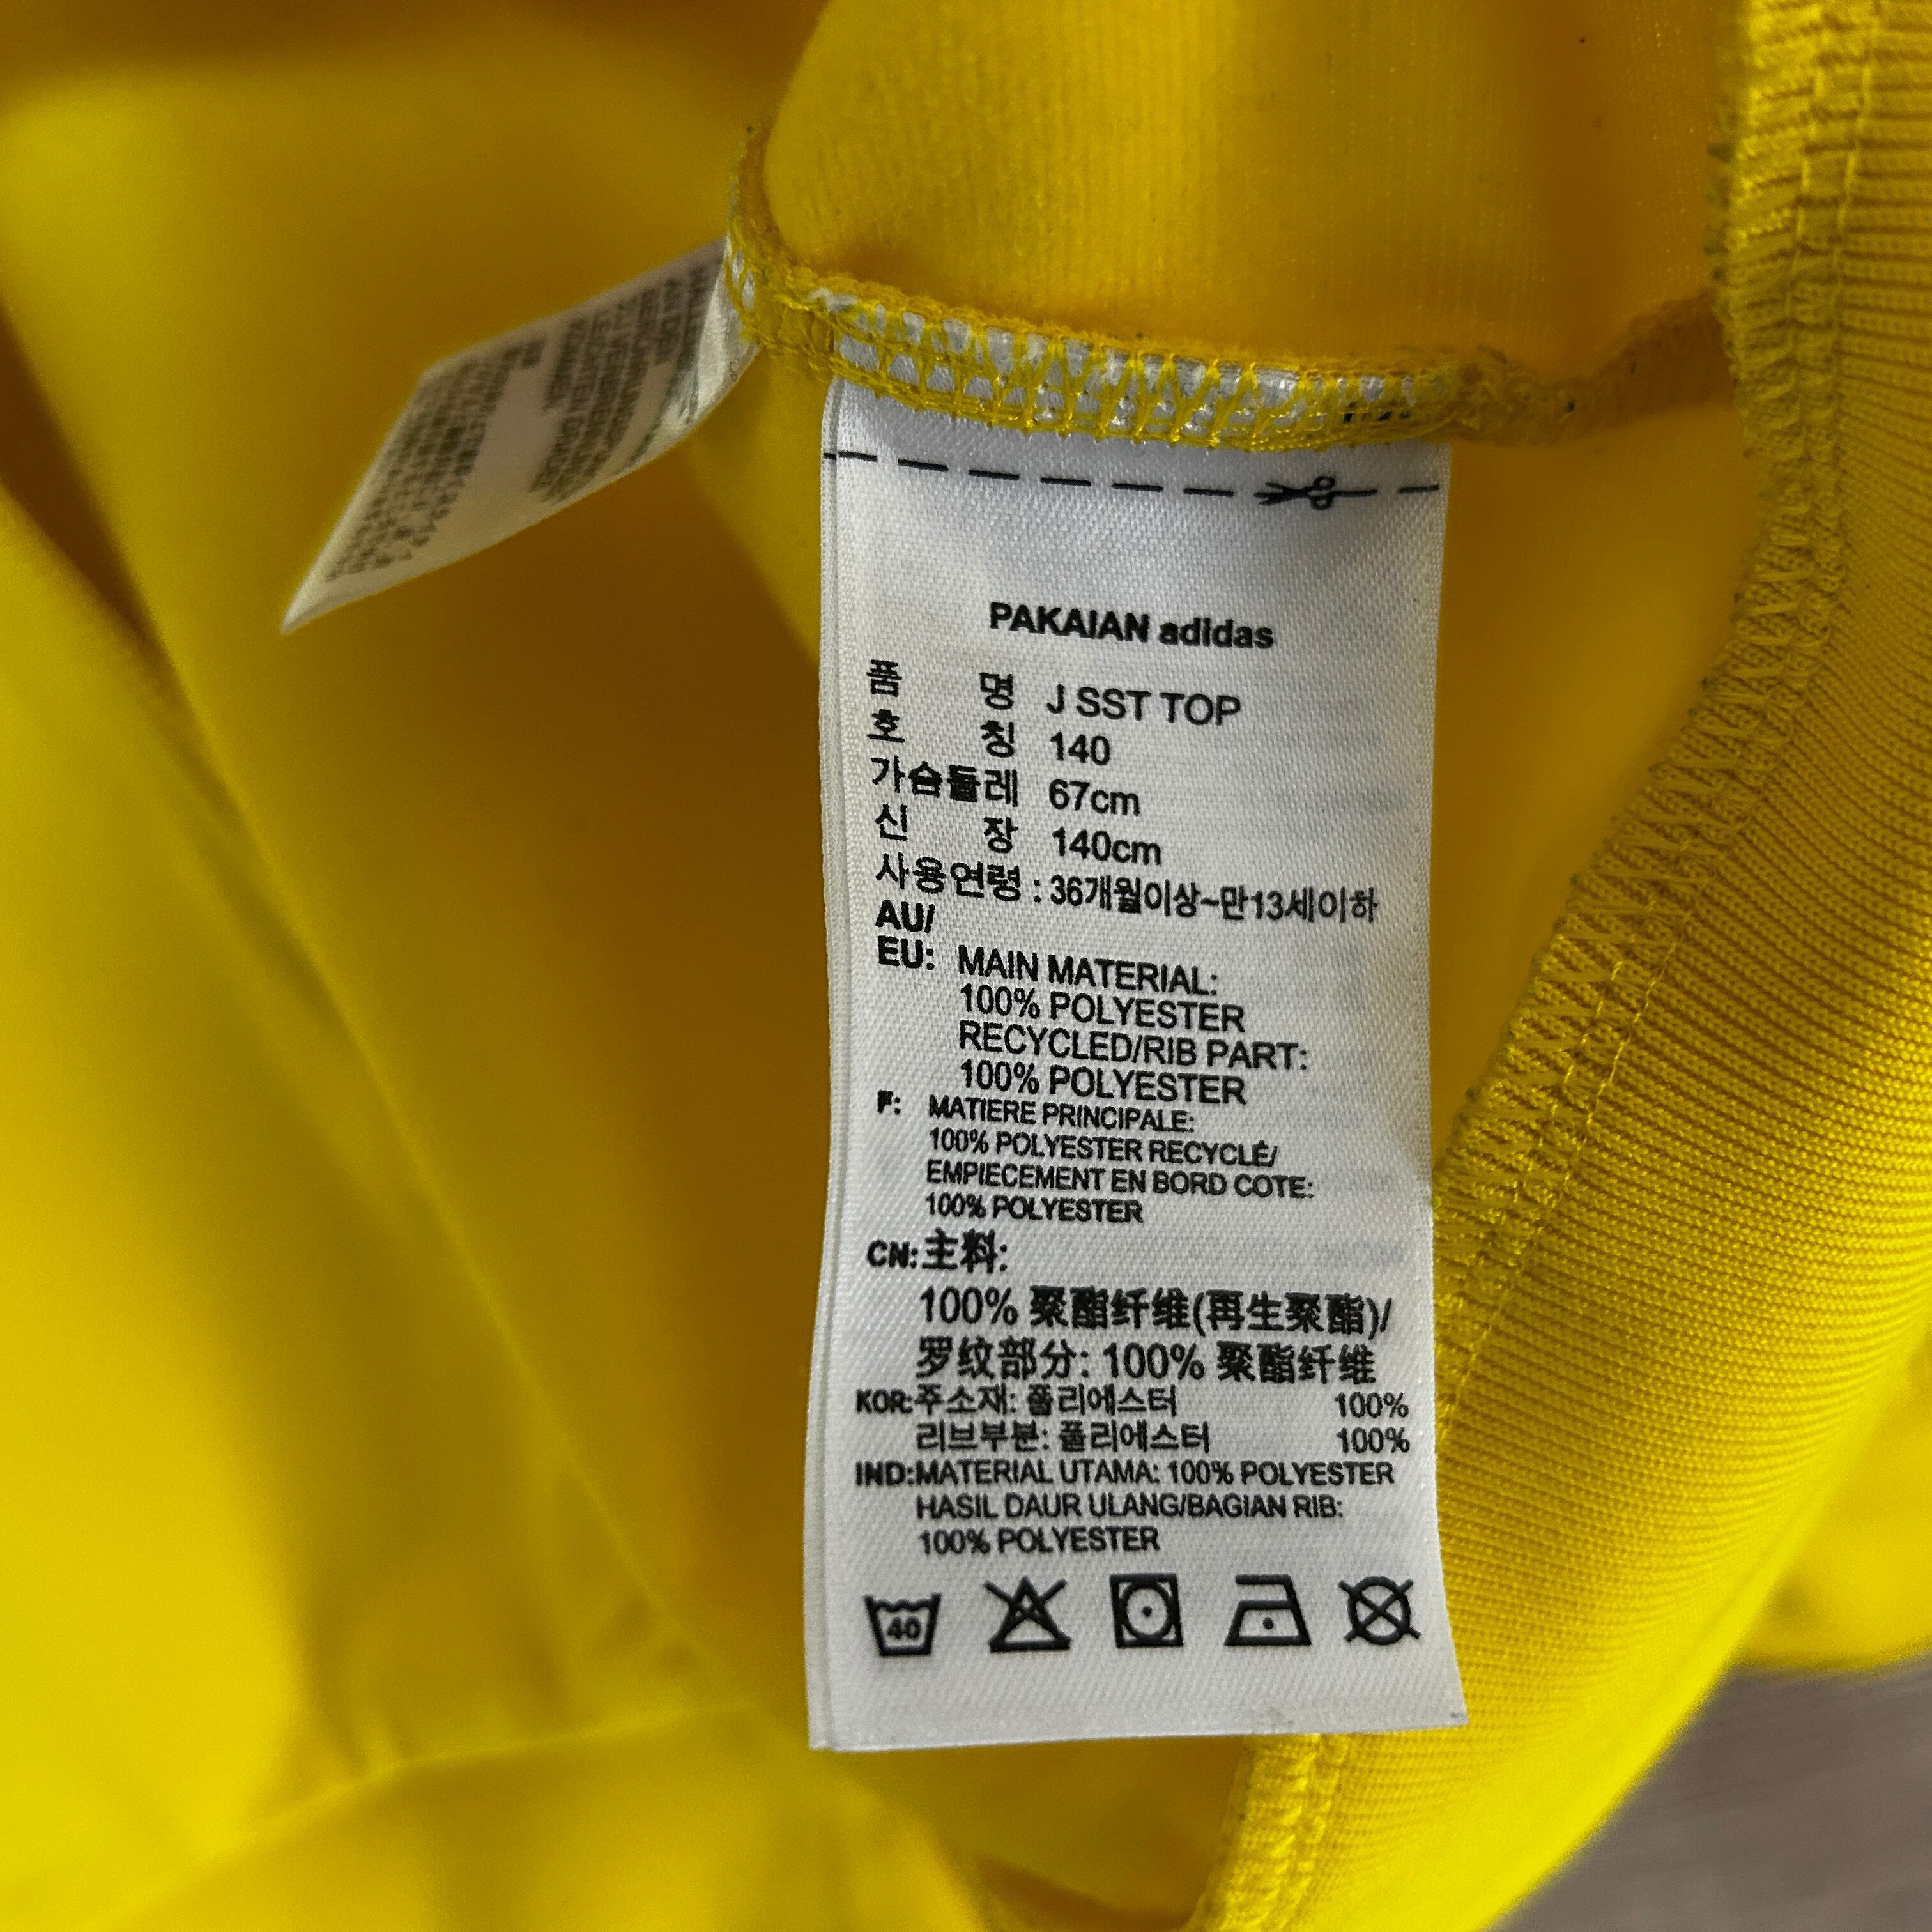 PAKAIAN adidas
품 명 J SST TOP
호 칭 140
가슴둘레 67cm
신 장 140cm
사용연령 : 36개월이상~만13세이하
AU/
EU: MAIN MATERIAL:
100% POLYESTER
RECYCLED/RIB PART:
100% POLYESTER
F: MATIERE PRINCIPALE:
100% POLYESTER RECYCLÉ/
EMPIECEMENT EN BORD COTE:
100% POLYESTER
CN: 主料:
100% 聚酯纤维(再生聚酯)/
罗纹部分: 100% 聚酯纤维
KOR: 주소재: 폴리에스터 100%
리브부분: 폴리에스터 100%
IND: MATERIAL UTAMA: 100% POLYESTER
HASIL DAUR ULANG/BAGIAN RIB:
100% POLYESTER
40